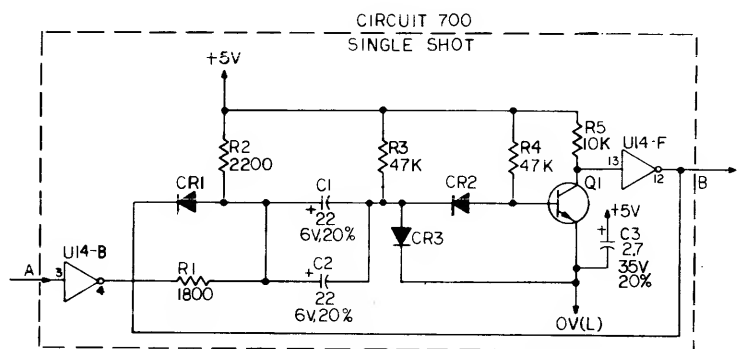 CIRCUIT 700
SINGLE SHOT
+5V
R2
2200
R3
47K
R4
47K
R5
10K
U14-F
13
12
B
CR1
C1
+
22
6V,20%
CR2
Q1
+5V
+
C3
2.7
35V
20%
U14-B
A
3
4
R1
1800
C2
+
22
6V,20%
CR3
0V(L)